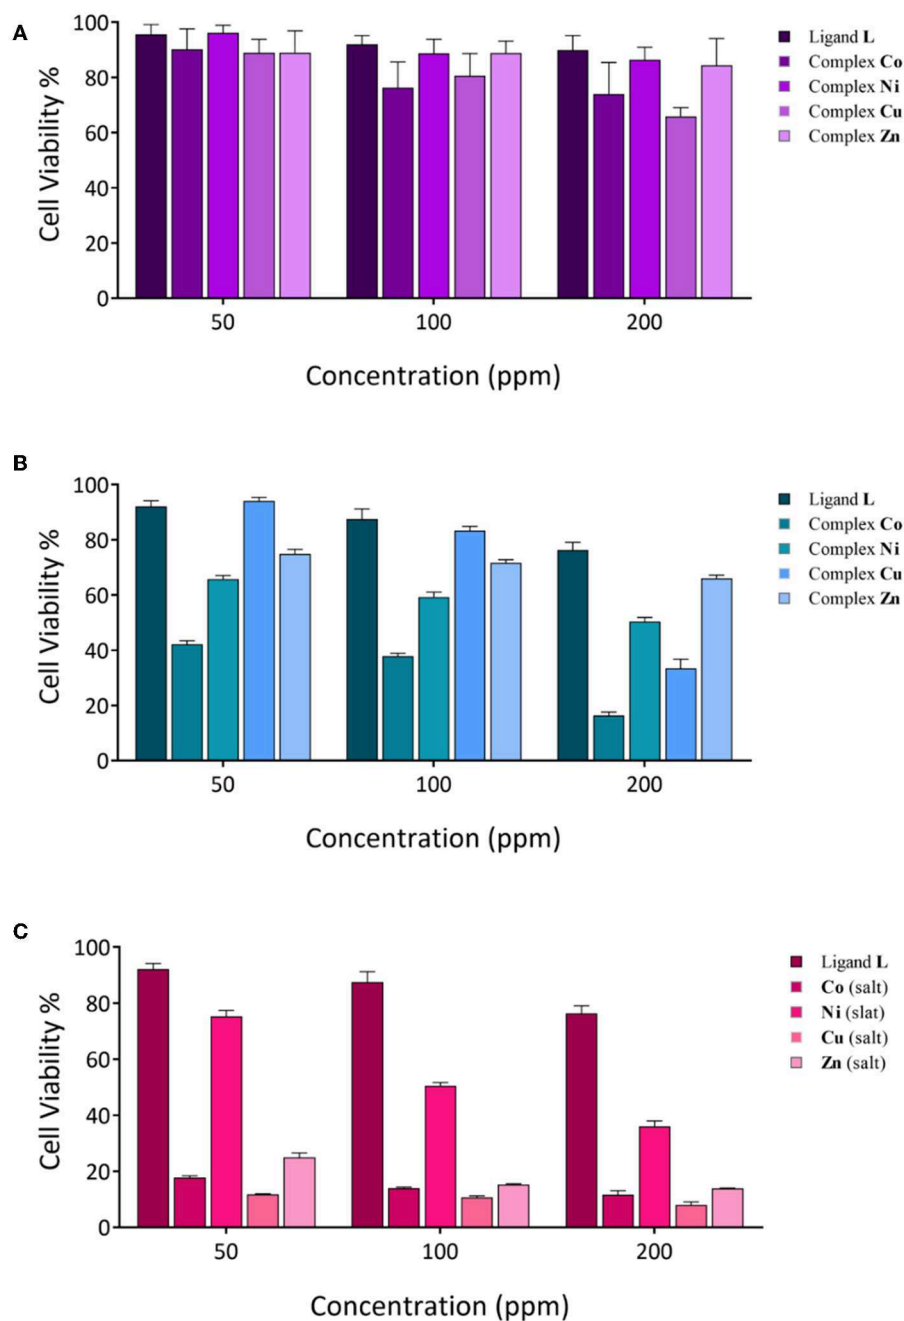 A
Cell Viability %
100
80
60
40
20
0
50
100
200
Concentration (ppm)
Ligand L
Complex Co
Complex Ni
Complex Cu
Complex Zn
B
Cell Viability %
100
80
60
40
20
0
50
100
200
Concentration (ppm)
Ligand L
Complex Co
Complex Ni
Complex Cu
Complex Zn
C
Cell Viability %
100
80
60
40
20
0
50
100
200
Concentration (ppm)
Ligand L
Co (salt)
Ni (slat)
Cu (salt)
Zn (salt)